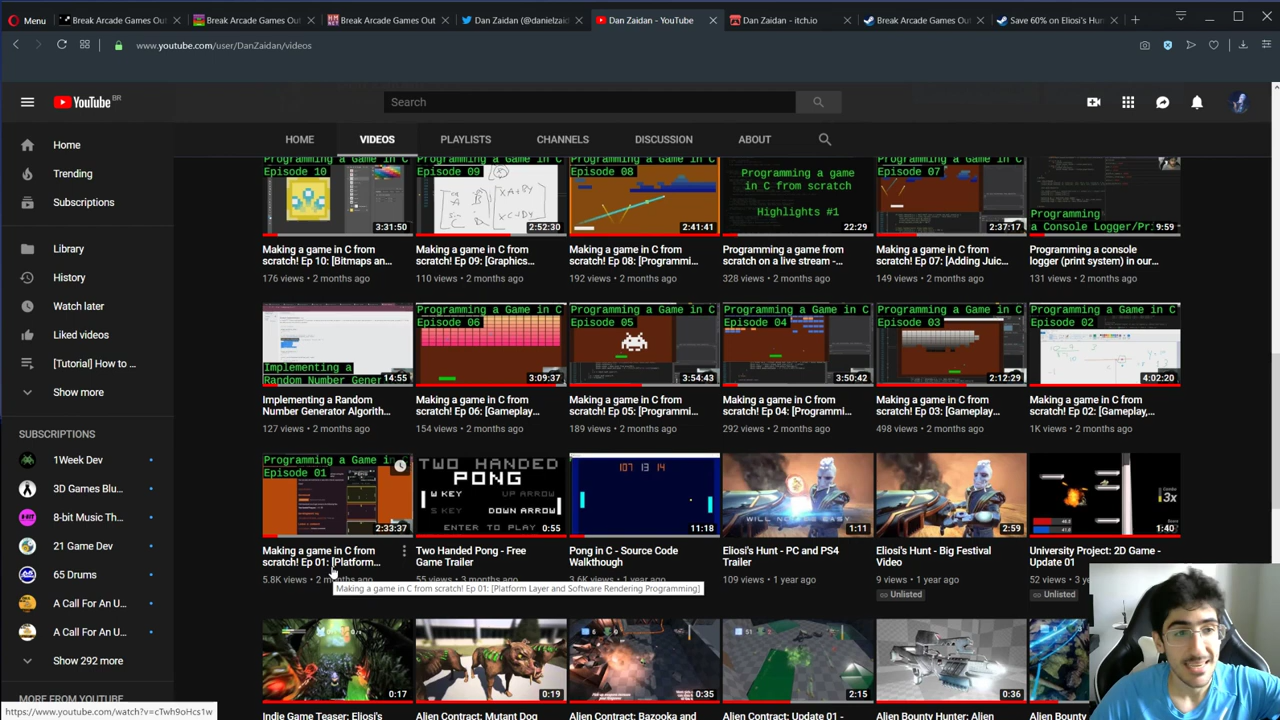 Menu
Break Arcade Games Out
Break Arcade Games Out
Break Arcade Games Out
Dan Zaidan (@danielzaid
Dan Zaidan - YouTube
Dan Zaidan - itch.io
Break Arcade Games Out
Save 60% on Eliosi's Hun
www.youtube.com/user/DanZaidan/videos
YouTube BR
Search
HOME
VIDEOS
PLAYLISTS
CHANNELS
DISCUSSION
ABOUT
Home
Trending
Subscriptions
Library
History
Watch later
Liked videos
[Tutorial] How to ...
Show more
SUBSCRIPTIONS
1Week Dev
3D Games Blu...
8-bit Music Th...
21 Game Dev
66Drums
A Call For An U...
A Call For An U...
Show 292 more
MORE FROM YOUTUBE
Programming a Game in C
Episode 10
3:31:50
Programming a Game in C
Episode 09
2:52:30
Programming a Game in C
Episode 08
2:41:41
Programming a game
in C from scratch
Highlights #1
22:29
Programming a Game in C
Episode 07
2:37:17
Programming
a Console Logger/Pr
9:59
Making a game in C from
scratch! Ep 10: [Bitmaps an...
176 views • 2 months ago
Making a game in C from
scratch! Ep 09: [Graphics...
110 views • 2 months ago
Making a game in C from
scratch! Ep 08: [Programmi...
192 views • 2 months ago
Programming a game from
scratch on a live stream -...
328 views • 2 months ago
Making a game in C from
scratch! Ep 07: [Adding Juic...
149 views • 2 months ago
Programming a console
logger (print system) in our...
131 views • 2 months ago
Implementing a
Random Number Gener
14:55
Programming a Game in C
Episode 06
3:09:37
Programming a Game in C
Episode 05
3:54:43
Programming a Game in C
Episode 04
3:50:42
Programming a Game in C
Episode 03
2:12:29
Programming a Game in C
Episode 02
4:02:20
Implementing a Random
Number Generator Algorith...
127 views • 2 months ago
Making a game in C from
scratch! Ep 06: [Gameplay...
154 views • 2 months ago
Making a game in C from
scratch! Ep 05: [Programmi...
189 views • 2 months ago
Making a game in C from
scratch! Ep 04: [Programmi...
292 views • 2 months ago
Making a game in C from
scratch! Ep 03: [Gameplay...
498 views • 2 months ago
Making a game in C from
scratch! Ep 02: [Gameplay,...
1K views • 2 months ago
Programming a Game in
Episode 01
2:33:37
TWO HANDED
PONG
W KEY UP ARROW
S KEY DOWN ARROW
ENTER TO PLAY
0:55
107 13 14
11:18
1:11
2:59
3x
1:40
Making a game in C from
scratch! Ep 01: [Platform...
5.8K views • 2 months ago
Two Handed Pong - Free
Game Trailer
55 views • 3 months ago
Pong in C - Source Code
Walkthough
3.6K views • 1 year ago
Eliosi's Hunt - PC and PS4
Trailer
109 views • 1 year ago
Eliosi's Hunt - Big Festival
Video
9 views • 1 year ago
Unlisted
University Project: 2D Game -
Update 01
52 views • 3
Unlisted
Making a game in C from scratch! Ep 01: [Platform Layer and Software Rendering Programming]
0:17
0:19
0:35
2:15
0:36
Indie Game Teaser: Eliosi's
Alien Contract: Mutant Dog
Alien Contract: Bazooka and
Alien Contract: Update 01 -
Alien Bounty Hunter: Alien
Alien Bounty
https://www.youtube.com/watch?v=cTwh9oHcs1w